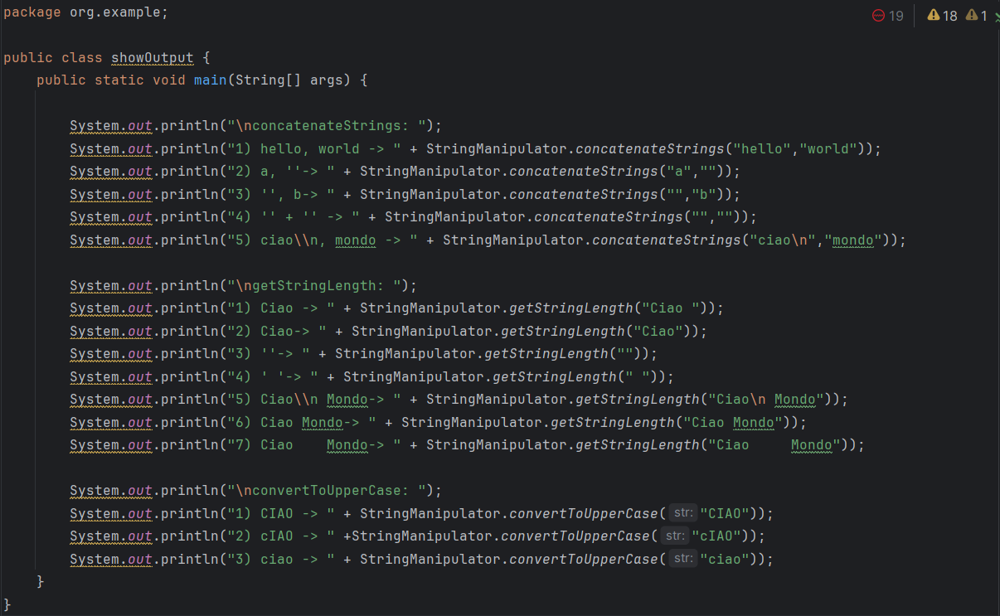 package org.example;
19 18 1
public class showOutput {
    public static void main(String[] args) {
        System.out.println("\nconcatenateStrings: ");
        System.out.println("1) hello, world -> " + StringManipulator.concatenateStrings("hello","world"));
        System.out.println("2) a, ''-> " + StringManipulator.concatenateStrings("a",""));
        System.out.println("3) '', b-> " + StringManipulator.concatenateStrings("","b"));
        System.out.println("4) '' + '' -> " + StringManipulator.concatenateStrings("",""));
        System.out.println("5) ciao\\n, mondo -> " + StringManipulator.concatenateStrings("ciao\n","mondo"));
        System.out.println("\ngetStringLength: ");
        System.out.println("1) Ciao -> " + StringManipulator.getStringLength("Ciao "));
        System.out.println("2) Ciao-> " + StringManipulator.getStringLength("Ciao"));
        System.out.println("3) ''-> " + StringManipulator.getStringLength(""));
        System.out.println("4) ' '-> " + StringManipulator.getStringLength(" "));
        System.out.println("5) Ciao\\n Mondo-> " + StringManipulator.getStringLength("Ciao\n Mondo"));
        System.out.println("6) Ciao Mondo-> " + StringManipulator.getStringLength("Ciao Mondo"));
        System.out.println("7) Ciao    Mondo-> " + StringManipulator.getStringLength("Ciao     Mondo"));
        System.out.println("\nconvertToUpperCase: ");
        System.out.println("1) CIAO -> " + StringManipulator.convertToUpperCase( str: "CIAO"));
        System.out.println("2) cIAO -> " +StringManipulator.convertToUpperCase( str: "cIAO"));
        System.out.println("3) ciao -> " + StringManipulator.convertToUpperCase( str: "ciao"));
    }
}